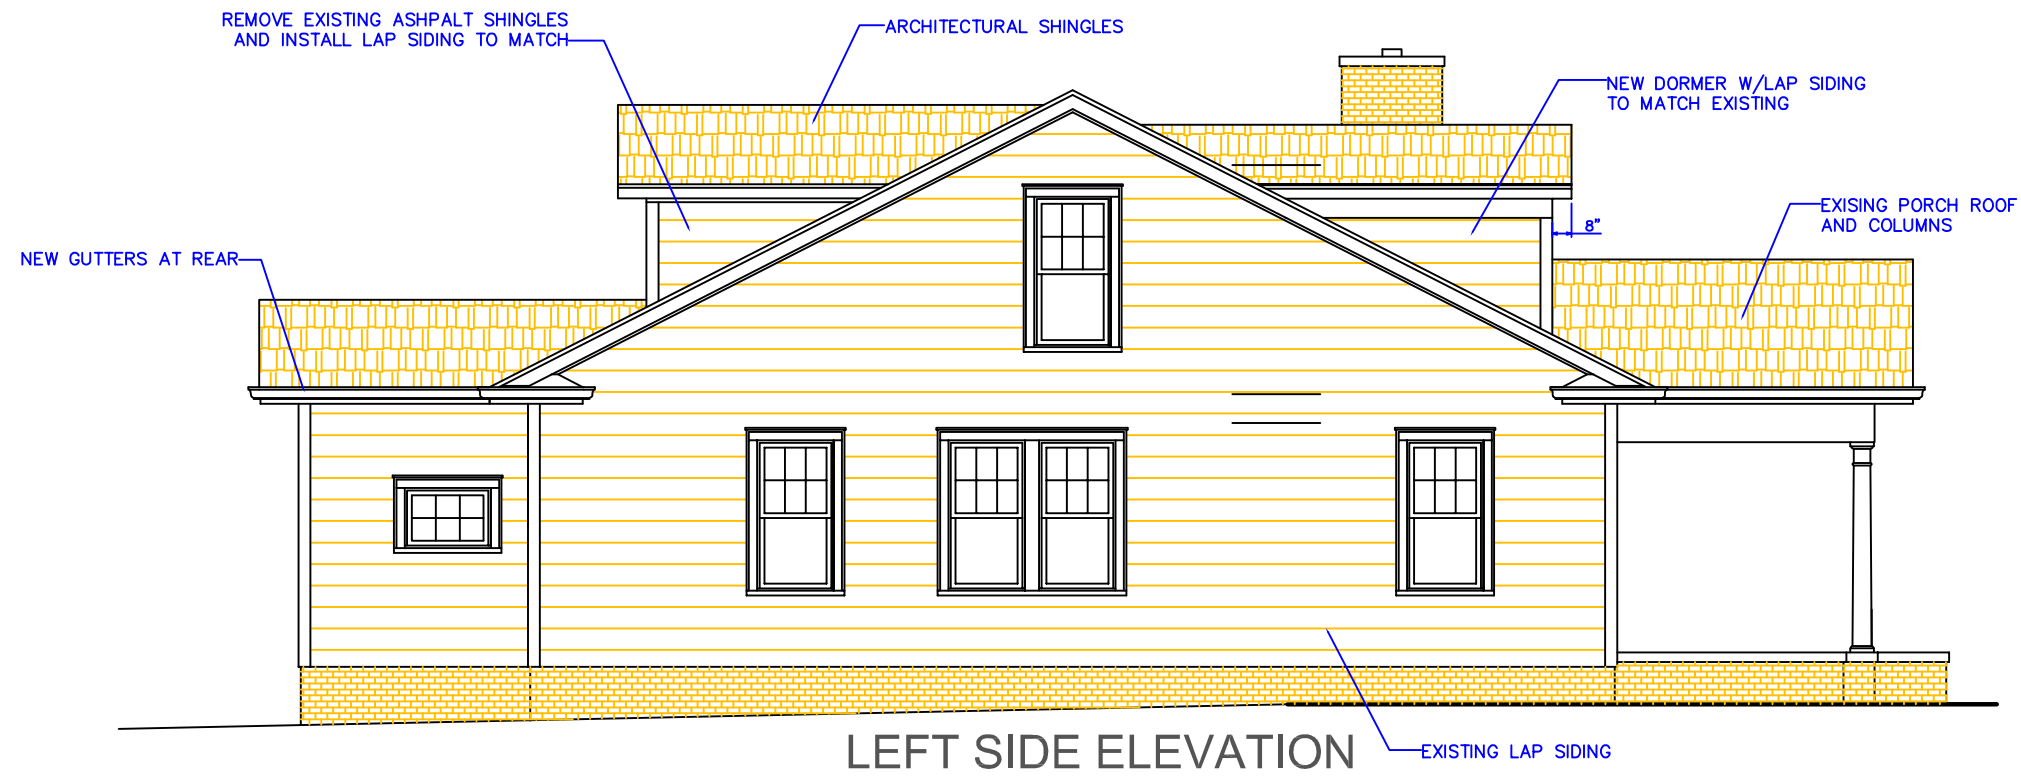 REMOVE EXISTING ASHPALT SHINGLES
AND INSTALL LAP SIDING TO MATCH
ARCHITECTURAL SHINGLES
NEW DORMER W/LAP SIDING
TO MATCH EXISTING
EXISING PORCH ROOF
AND COLUMNS
8"
NEW GUTTERS AT REAR
LEFT SIDE ELEVATION
EXISTING LAP SIDING